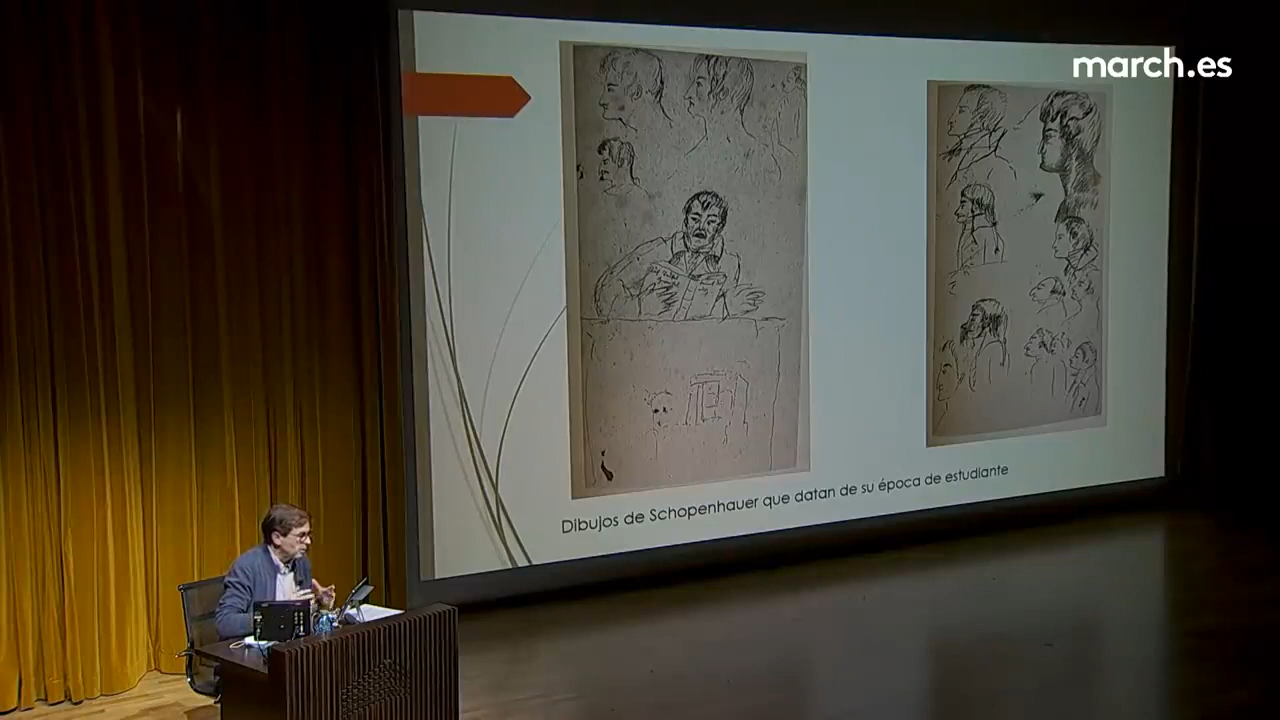 march.es
Dibujos de Schopenhauer que datan de su época de estudiante